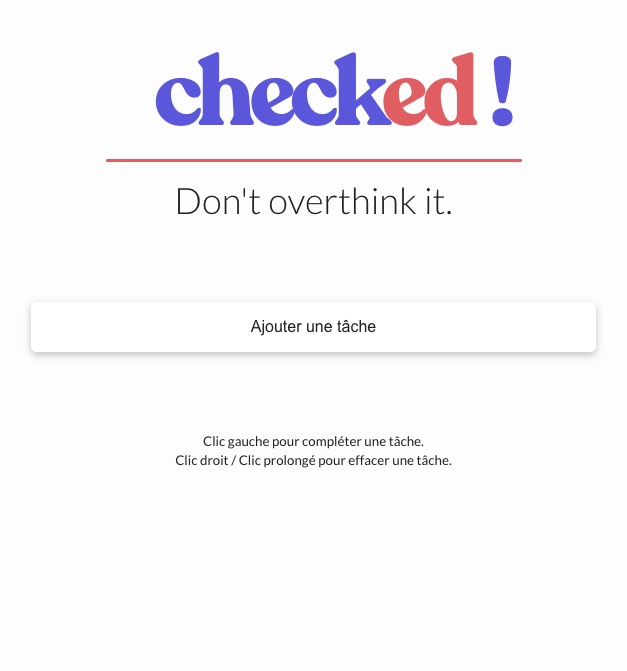 checked!
Don't overthink it.
Ajouter une tâche
Clic gauche pour compléter une tâche.
Clic droit / Clic prolongé pour effacer une tâche.